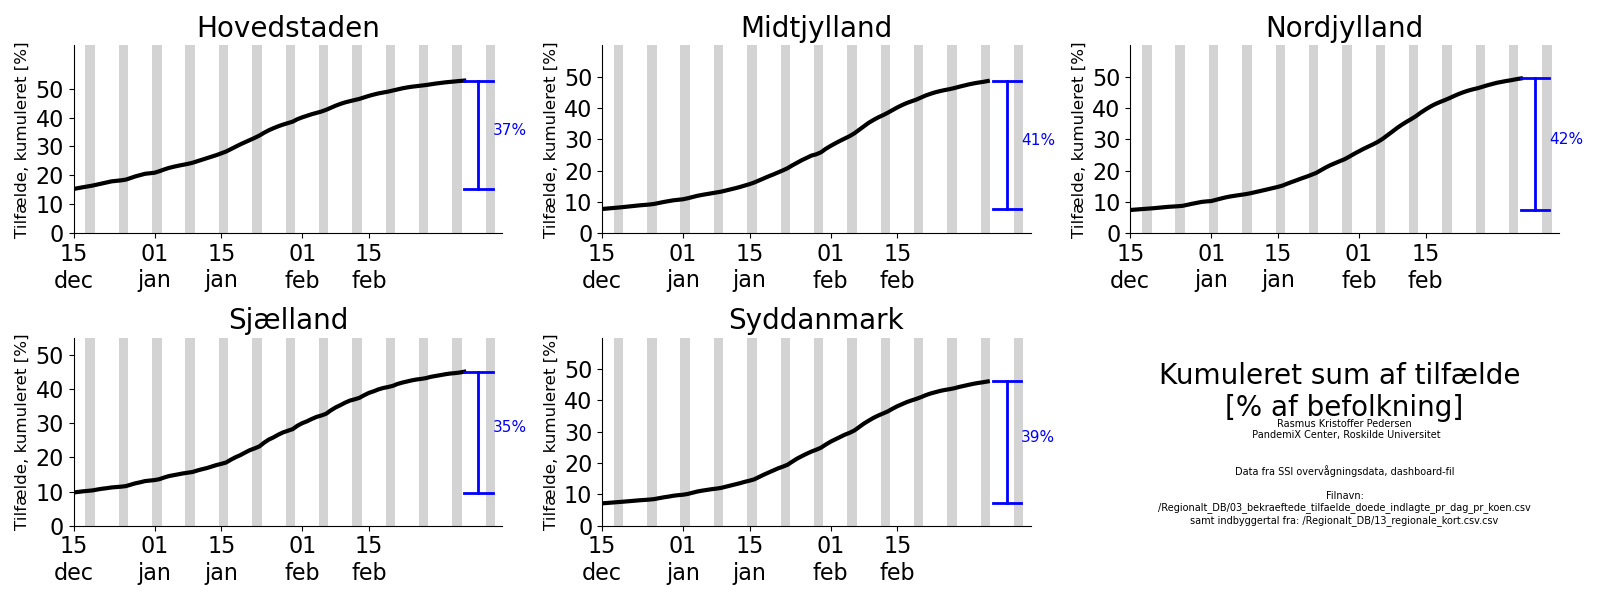 Hovedstaden
Tilfælde, kumuleret [%]
50
40
30
20
10
0
37%
15 01 15 01 15
dec jan jan feb feb
Midtjylland
Tilfælde, kumuleret [%]
50
40
30
20
10
0
41%
15 01 15 01 15
dec jan jan feb feb
Nordjylland
Tilfælde, kumuleret [%]
50
40
30
20
10
0
42%
15 01 15 01 15
dec jan jan feb feb
Sjælland
Tilfælde, kumuleret [%]
50
40
30
20
10
0
35%
15 01 15 01 15
dec jan jan feb feb
Syddanmark
Tilfælde, kumuleret [%]
50
40
30
20
10
0
39%
15 01 15 01 15
dec jan jan feb feb
Kumuleret sum af tilfælde
[% af befolkning]
Rasmus Kristoffer Pedersen
PandemiX Center, Roskilde Universitet
Data fra SSI overvågningsdata, dashboard-fil
Filnavn:
/Regionalt_DB/03_bekraeftede_tilfaelde_doede_indlagte_pr_dag_pr_koen.csv
samt indbyggertal fra: /Regionalt_DB/13_regionale_kort.csv.csv